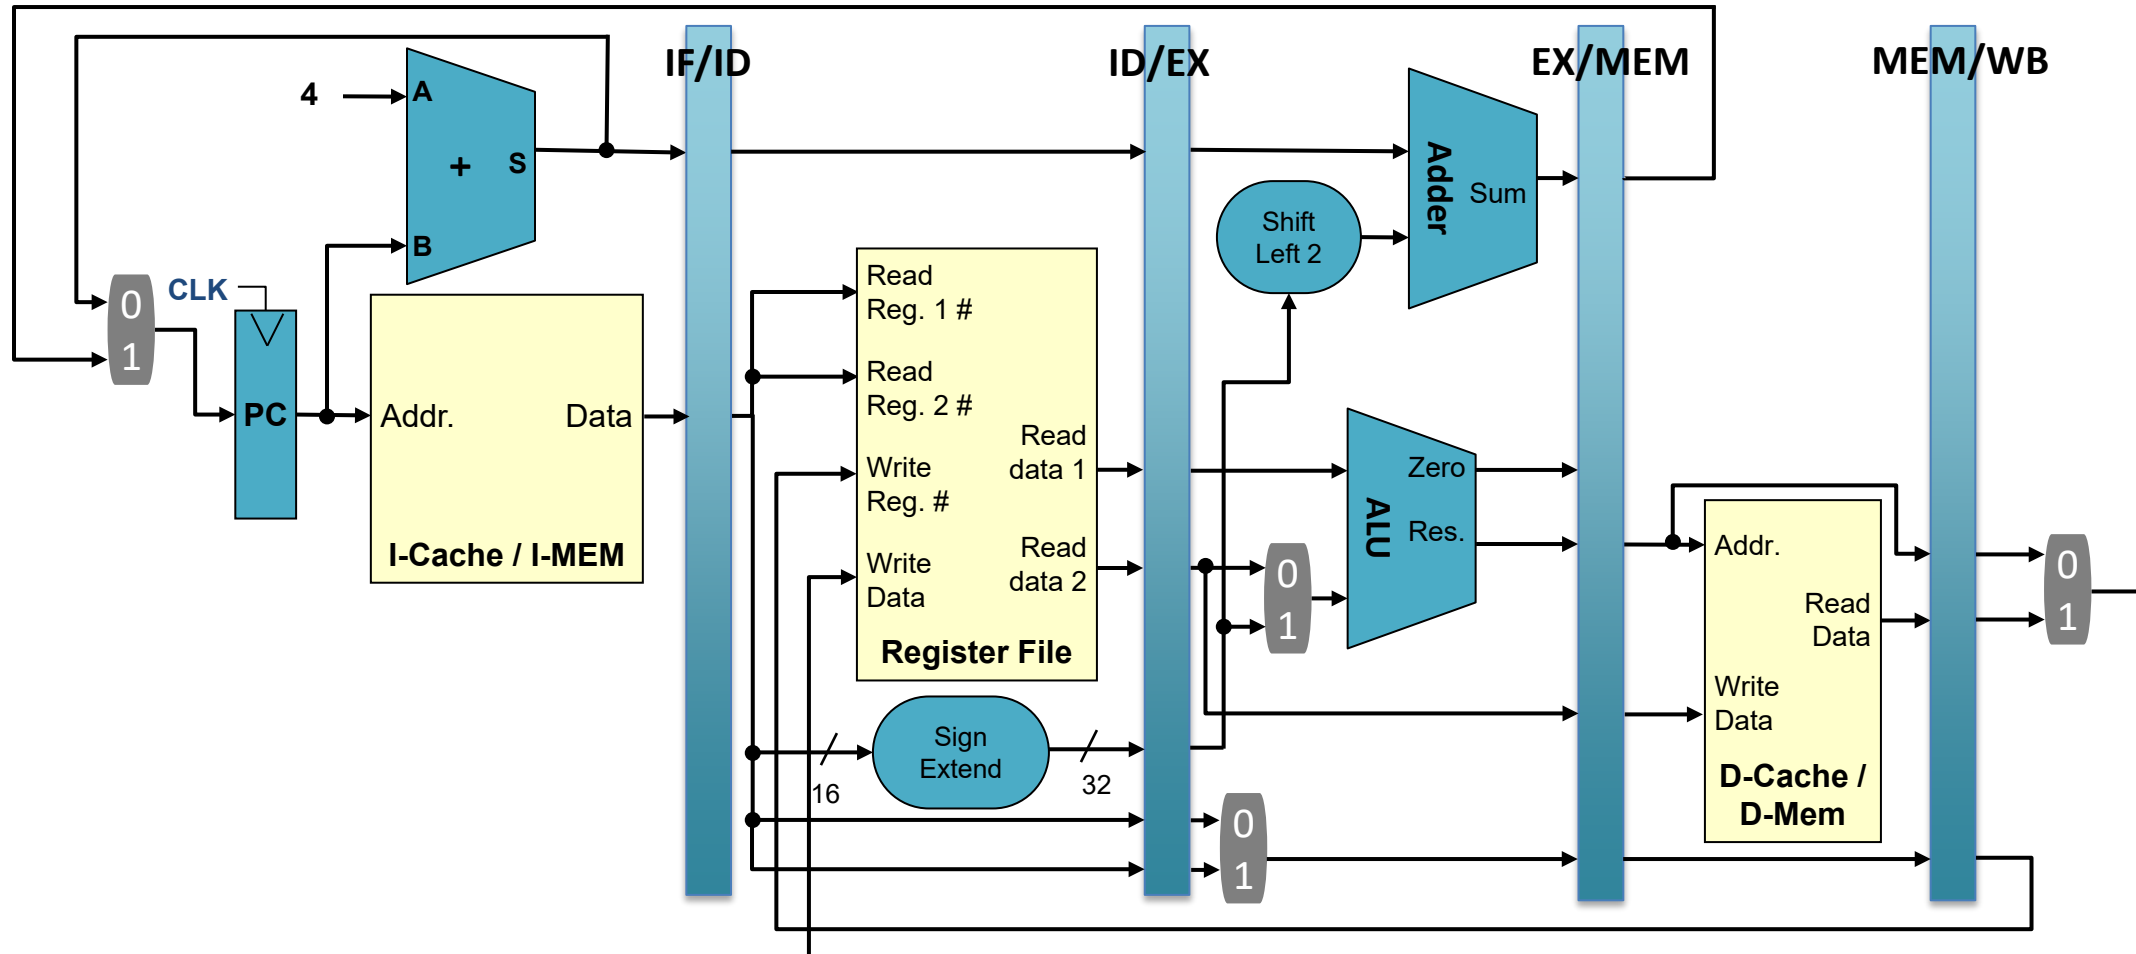 IF/ID
ID/EX
EX/MEM
MEM/WB
4
A
+
S
B
CLK
0
1
PC
Addr.
Data
I-Cache / I-MEM
Read
Reg. 1 #
Read
Reg. 2 #
Write
Reg. #
Write
Data
Read
data 1
Read
data 2
Register File
Sign
Extend
16
32
Shift
Left 2
Adder
Sum
0
1
ALU
Zero
Res.
0
1
Addr.
Read
Data
Write
Data
D-Cache /
D-Mem
0
1